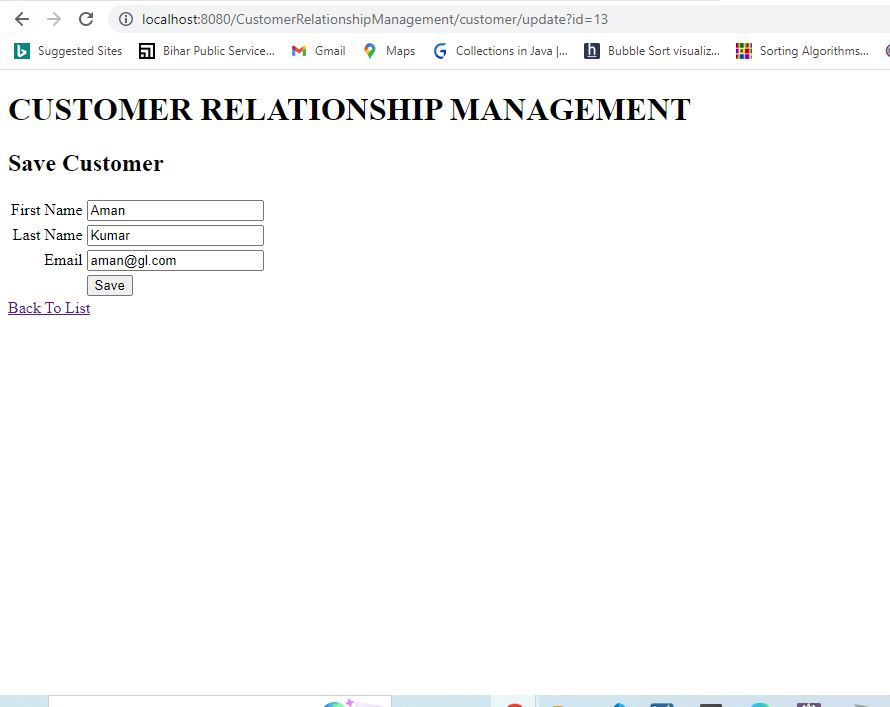 localhost:8080/CustomerRelationshipManagement/customer/update?id=13
Suggested Sites Bihar Public Service... Gmail Maps Collections in Java |... Bubble Sort visualiz... Sorting Algorithms...
CUSTOMER RELATIONSHIP MANAGEMENT
Save Customer
First Name Aman
Last Name Kumar
Email aman@gl.com
Save
Back To List